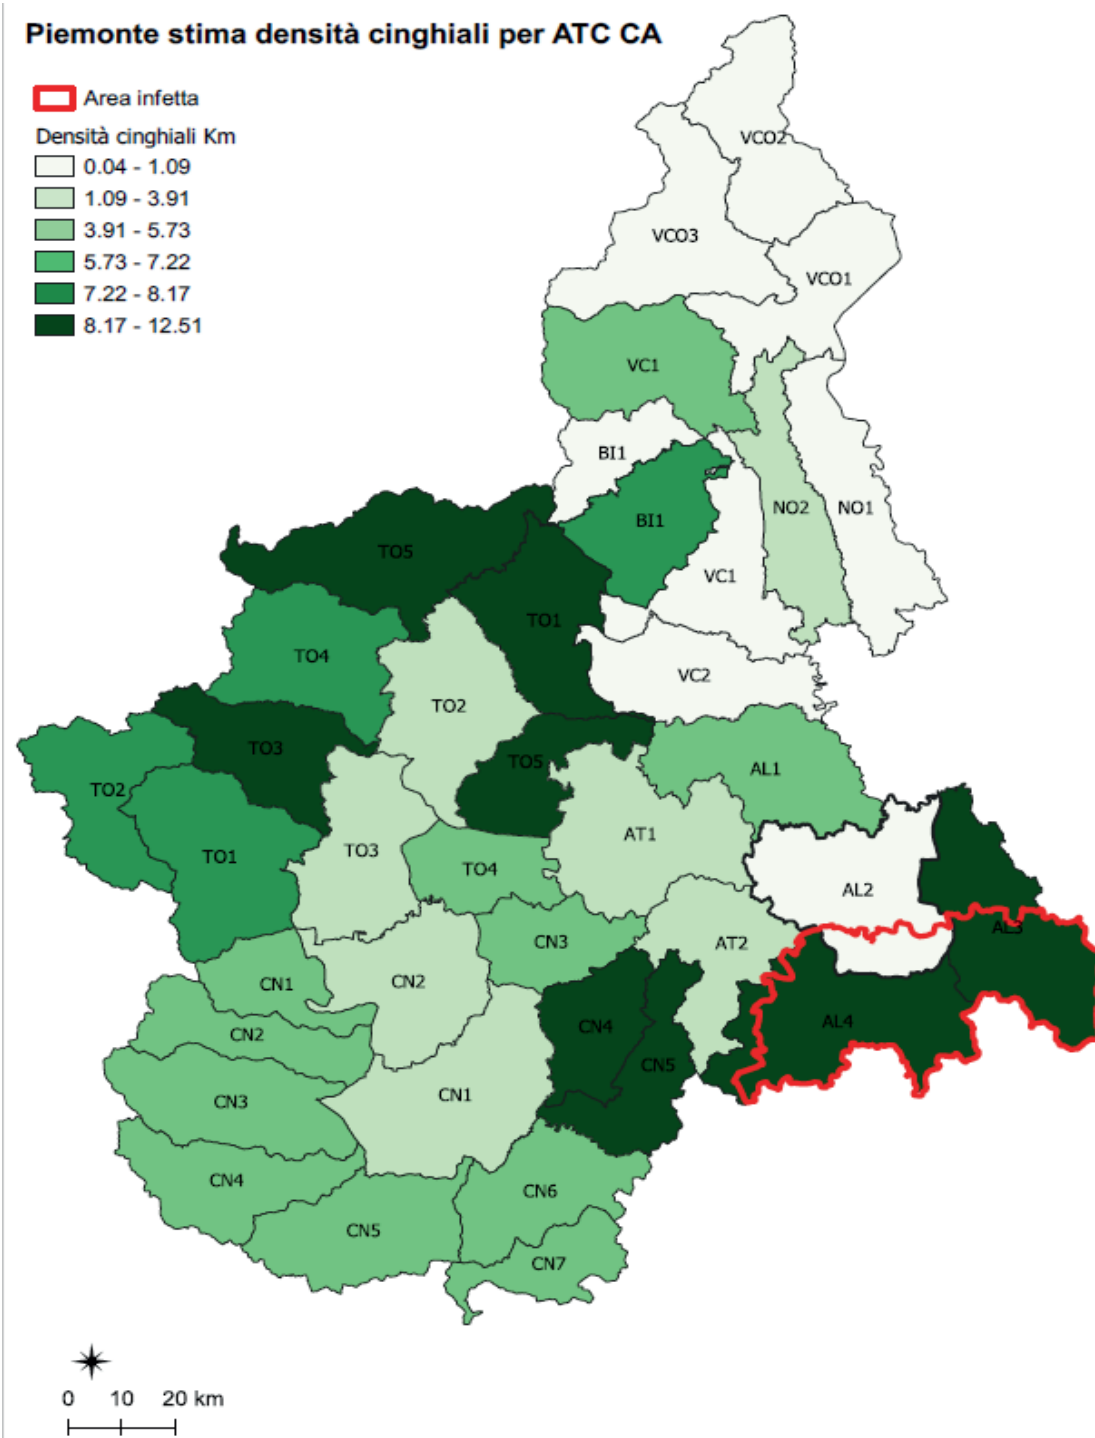 Piemonte stima densità cinghiali per ATC CA
Area infetta
Densità cinghiali Km
0.04 - 1.09
1.09 - 3.91
3.91 - 5.73
5.73 - 7.22
7.22 - 8.17
8.17 - 12.51
VCO2
VCO3
VCO1
VC1
BI1
NO2
NO1
BI1
TO5
VC1
TO1
TO4
VC2
TO2
TO3
TO5
AL1
TO2
AT1
TO3
TO1
TO4
AL2
AL3
CN3
AT2
CN2
CN1
AL4
CN4
CN2
CN5
CN1
CN3
CN4
CN6
CN5
CN7
0 10 20 km